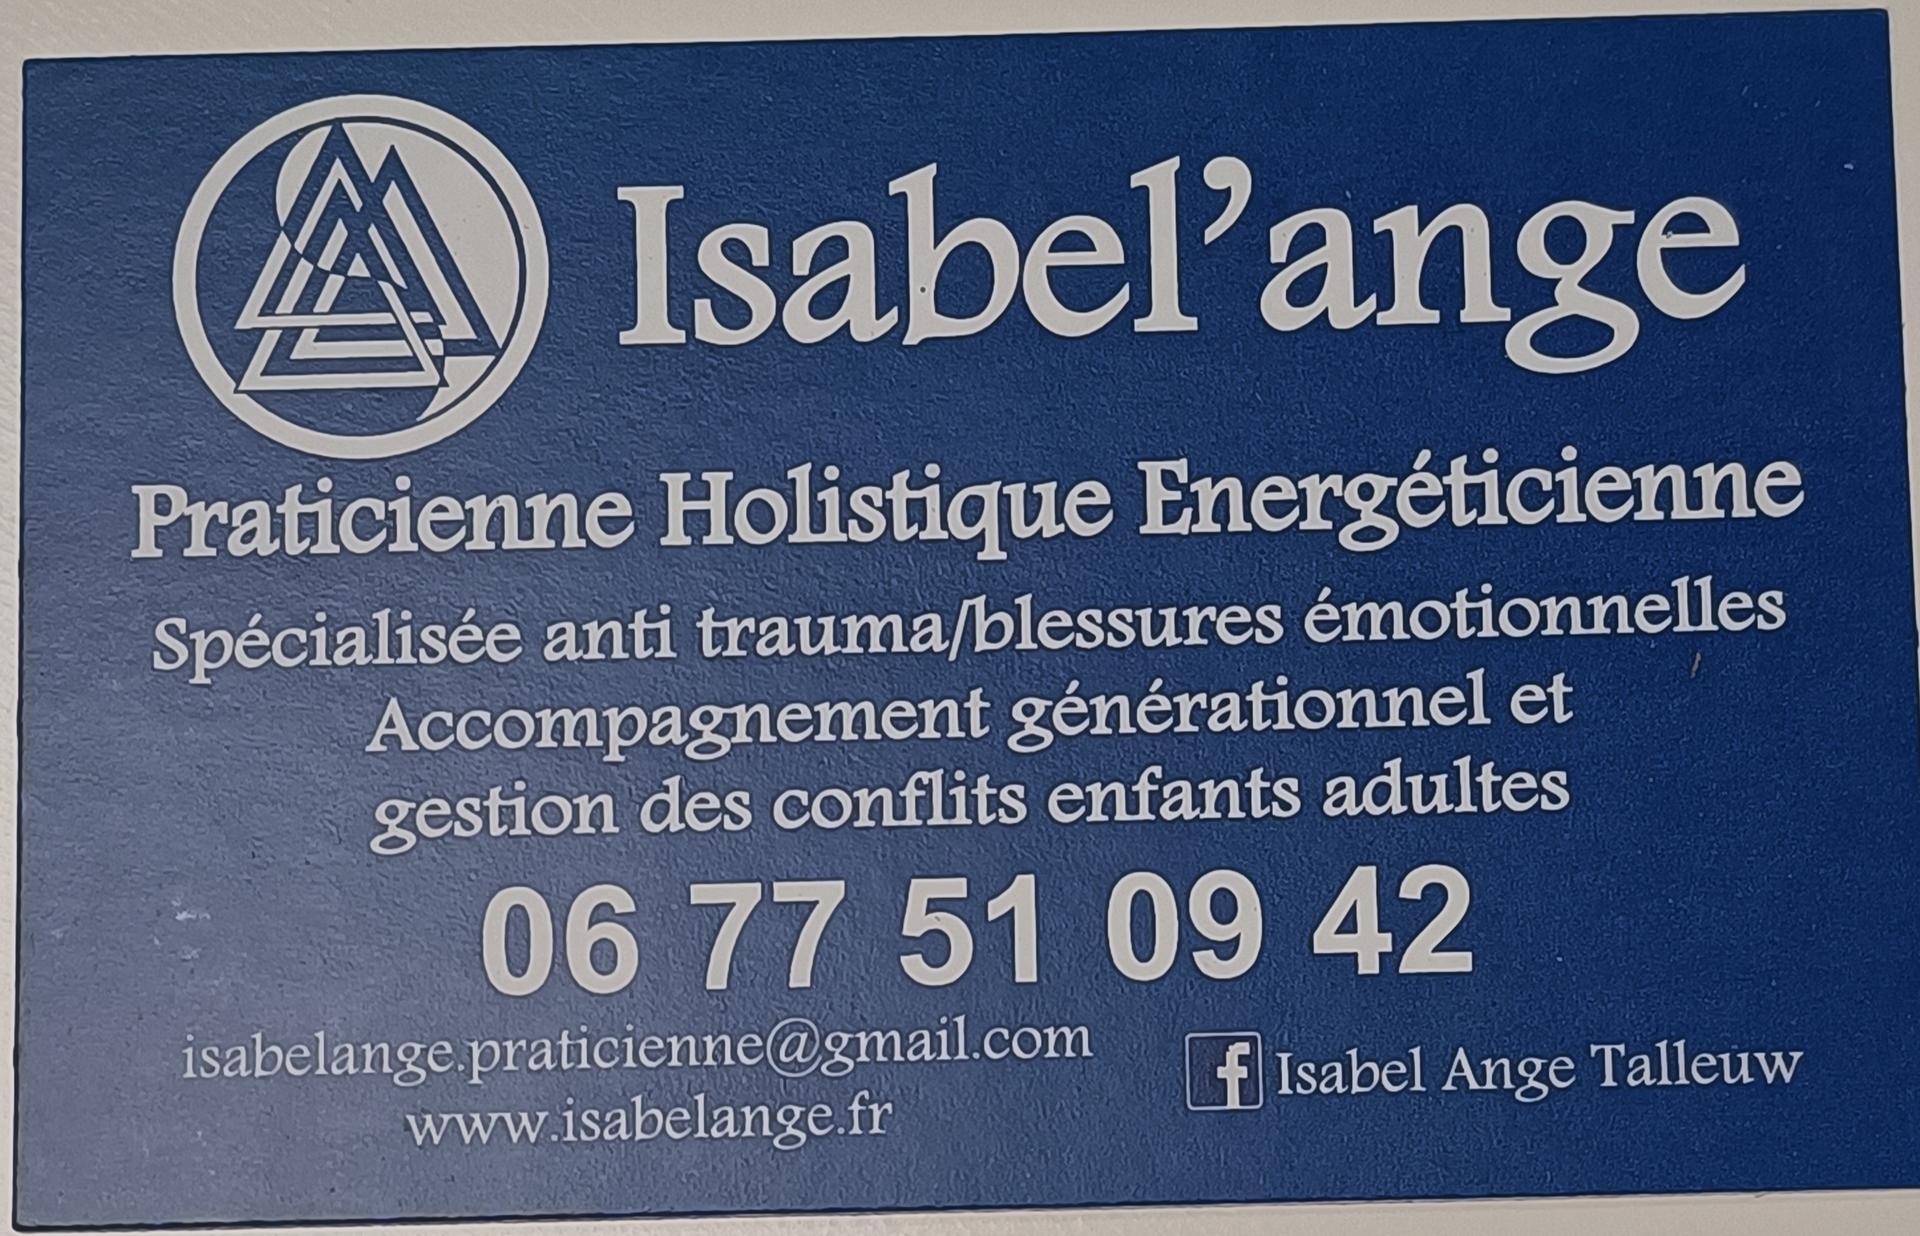 Isabel'ange
Praticienne Holistique Energéticienne
Spécialisée anti trauma/blessures émotionnelles
Accompagnement générationnel et
gestion des conflits enfants adultes
06 77 51 09 42
isabelange.praticienne@gmail.com
www.isabelange.fr
f Isabel Ange Talleuw